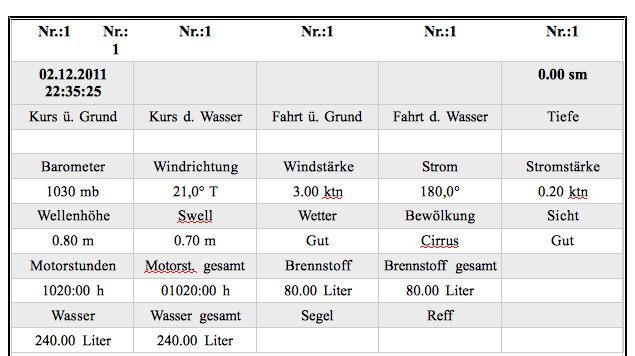 Nr.:1 Nr.: 1 Nr.:1 Nr.:1 Nr.:1 Nr.:1
02.12.2011 22:35:25 0.00 sm
Kurs ü. Grund Kurs d. Wasser Fahrt ü. Grund Fahrt d. Wasser Tiefe
Barometer Windrichtung Windstärke Strom Stromstärke
1030 mb 21,0° T 3.00 ktn 180,0° 0.20 ktn
Wellenhöhe Swell Wetter Bewölkung Sicht
0.80 m 0.70 m Gut Cirrus Gut
Motorstunden Motorst. gesamt Brennstoff Brennstoff gesamt
1020:00 h 01020:00 h 80.00 Liter 80.00 Liter
Wasser Wasser gesamt Segel Reff
240.00 Liter 240.00 Liter